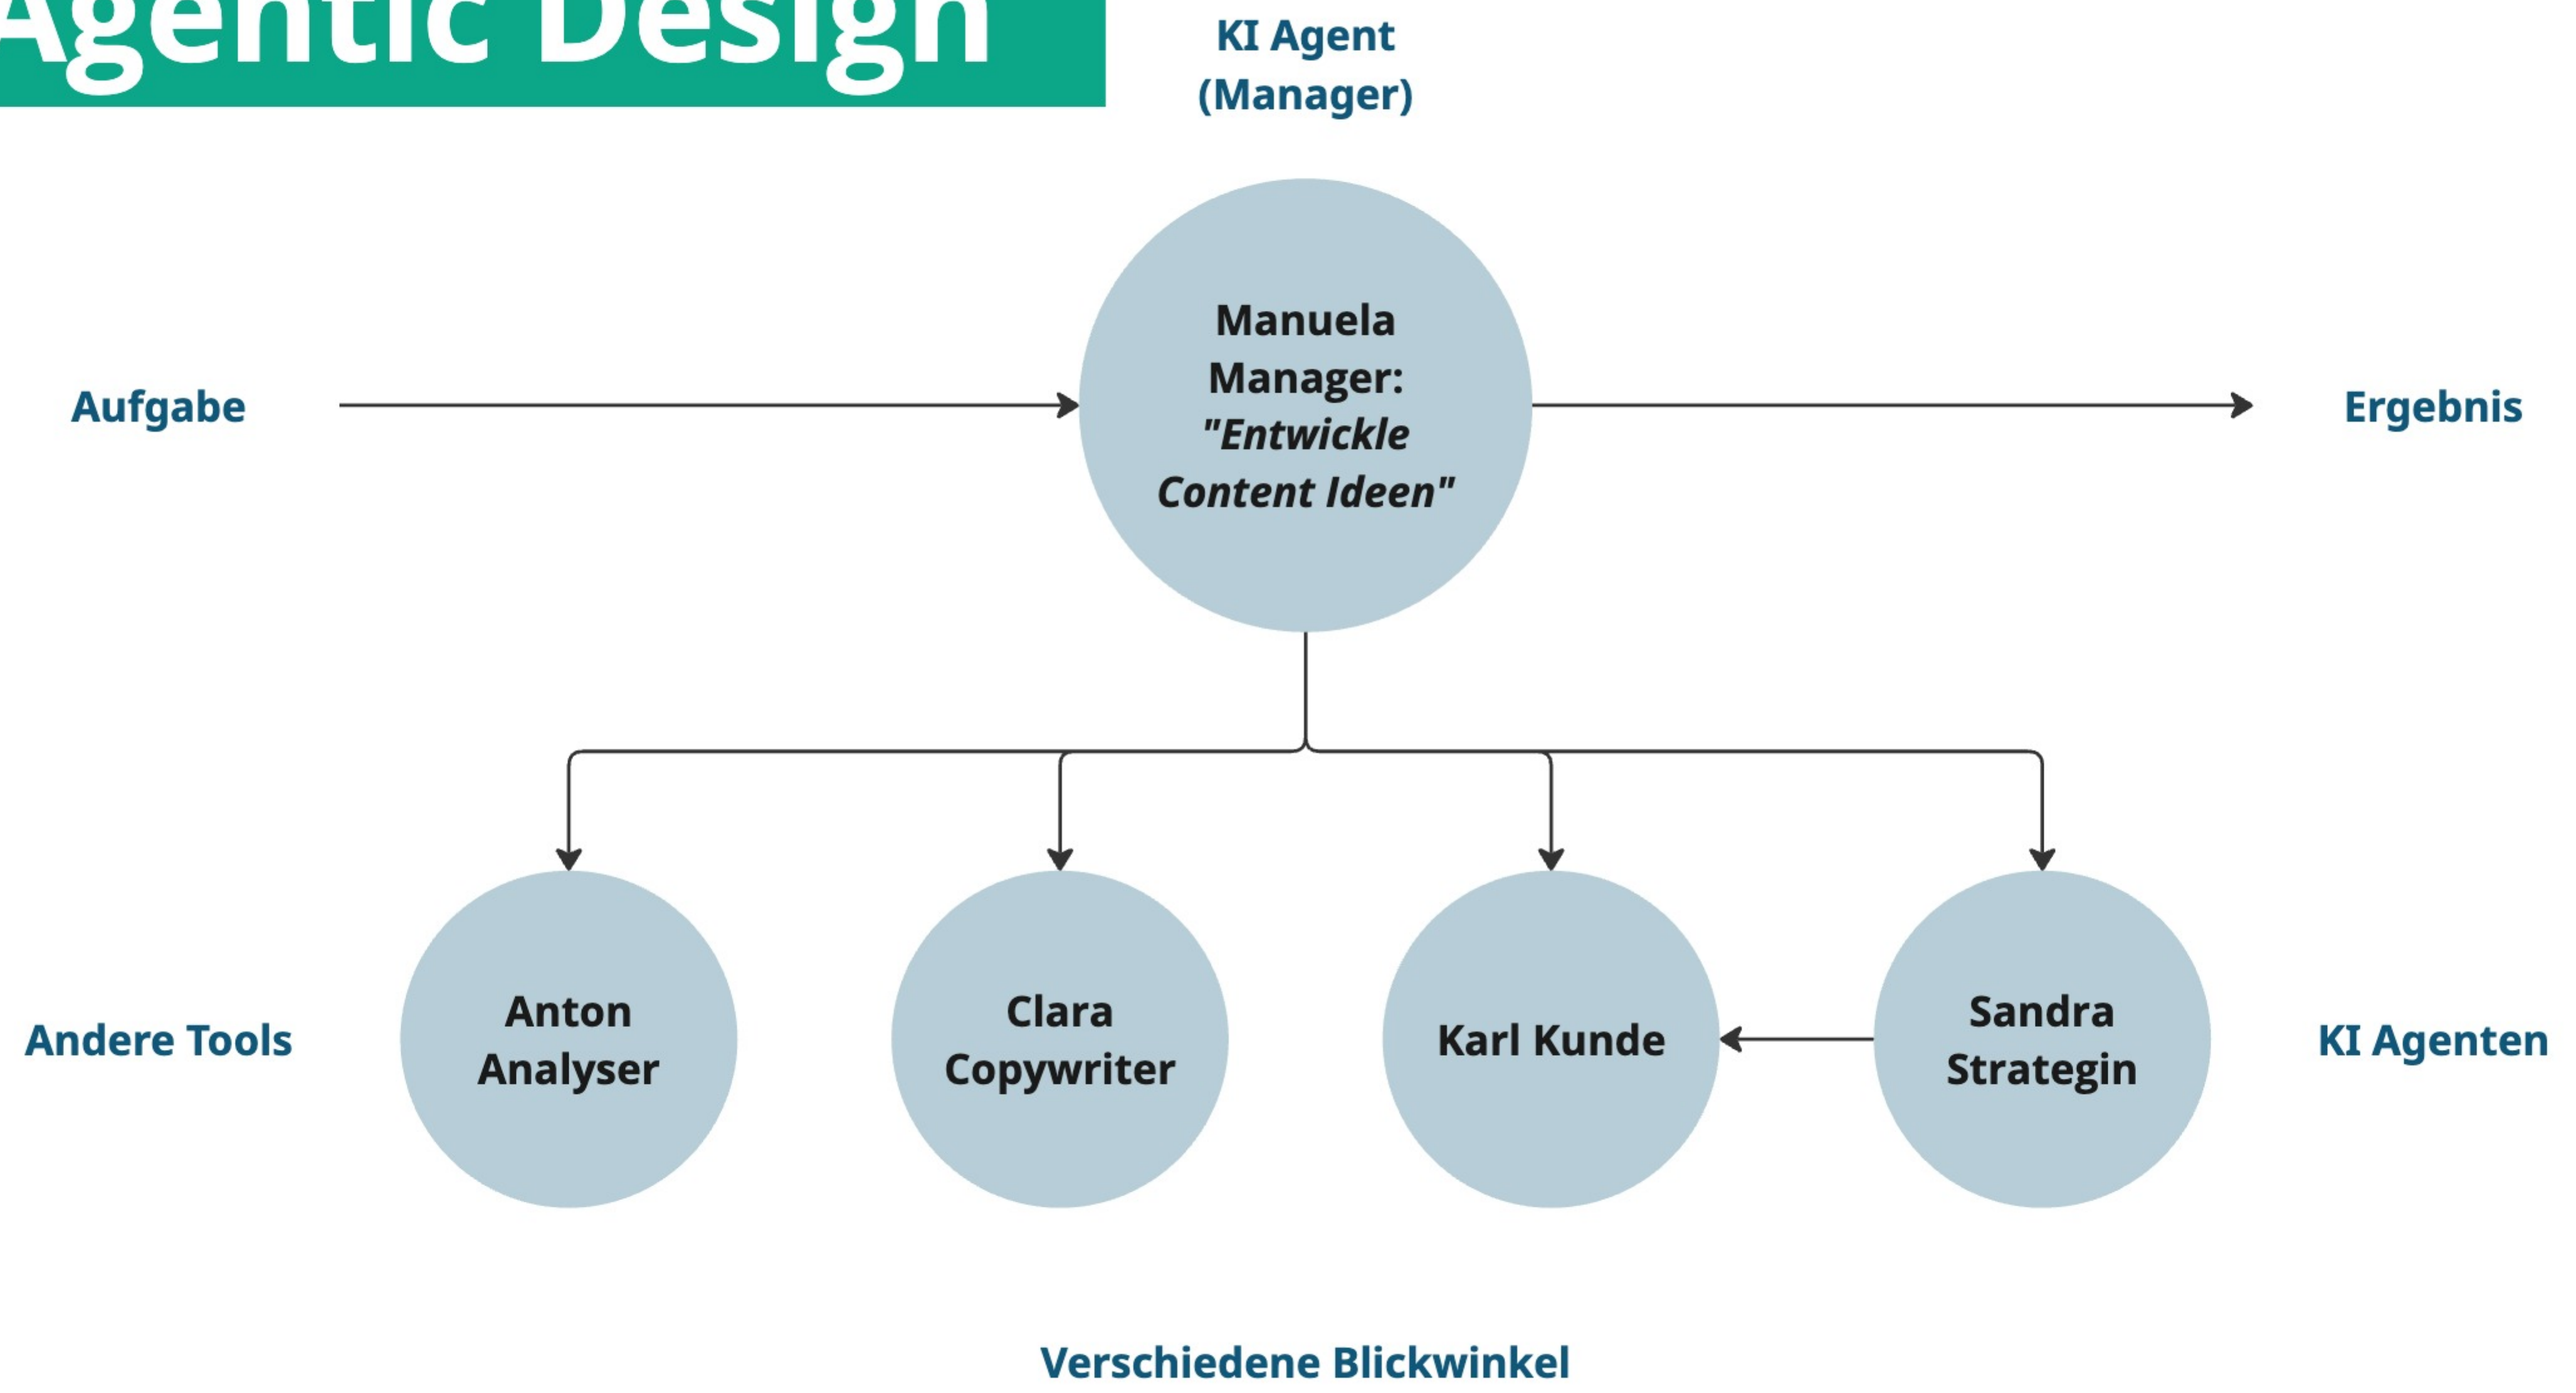 Agentic Design
KI Agent
(Manager)
Manuela
Manager:
"Entwickle
Content Ideen"
Aufgabe
Ergebnis
Andere Tools
Anton
Analyser
Clara
Copywriter
Karl Kunde
Sandra
Strategin
KI Agenten
Verschiedene Blickwinkel